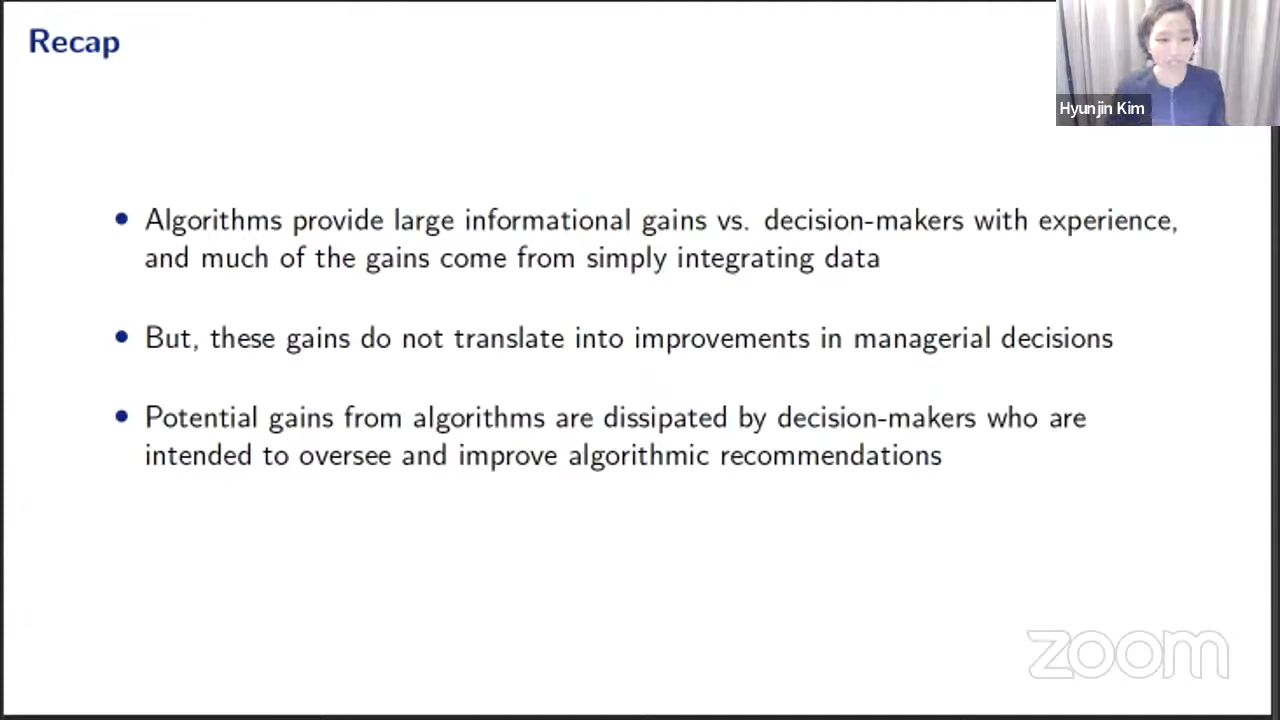 Recap
Hyunjin Kim
Algorithms provide large informational gains vs. decision-makers with experience,
and much of the gains come from simply integrating data
But, these gains do not translate into improvements in managerial decisions
Potential gains from algorithms are dissipated by decision-makers who are
intended to oversee and improve algorithmic recommendations
zoom